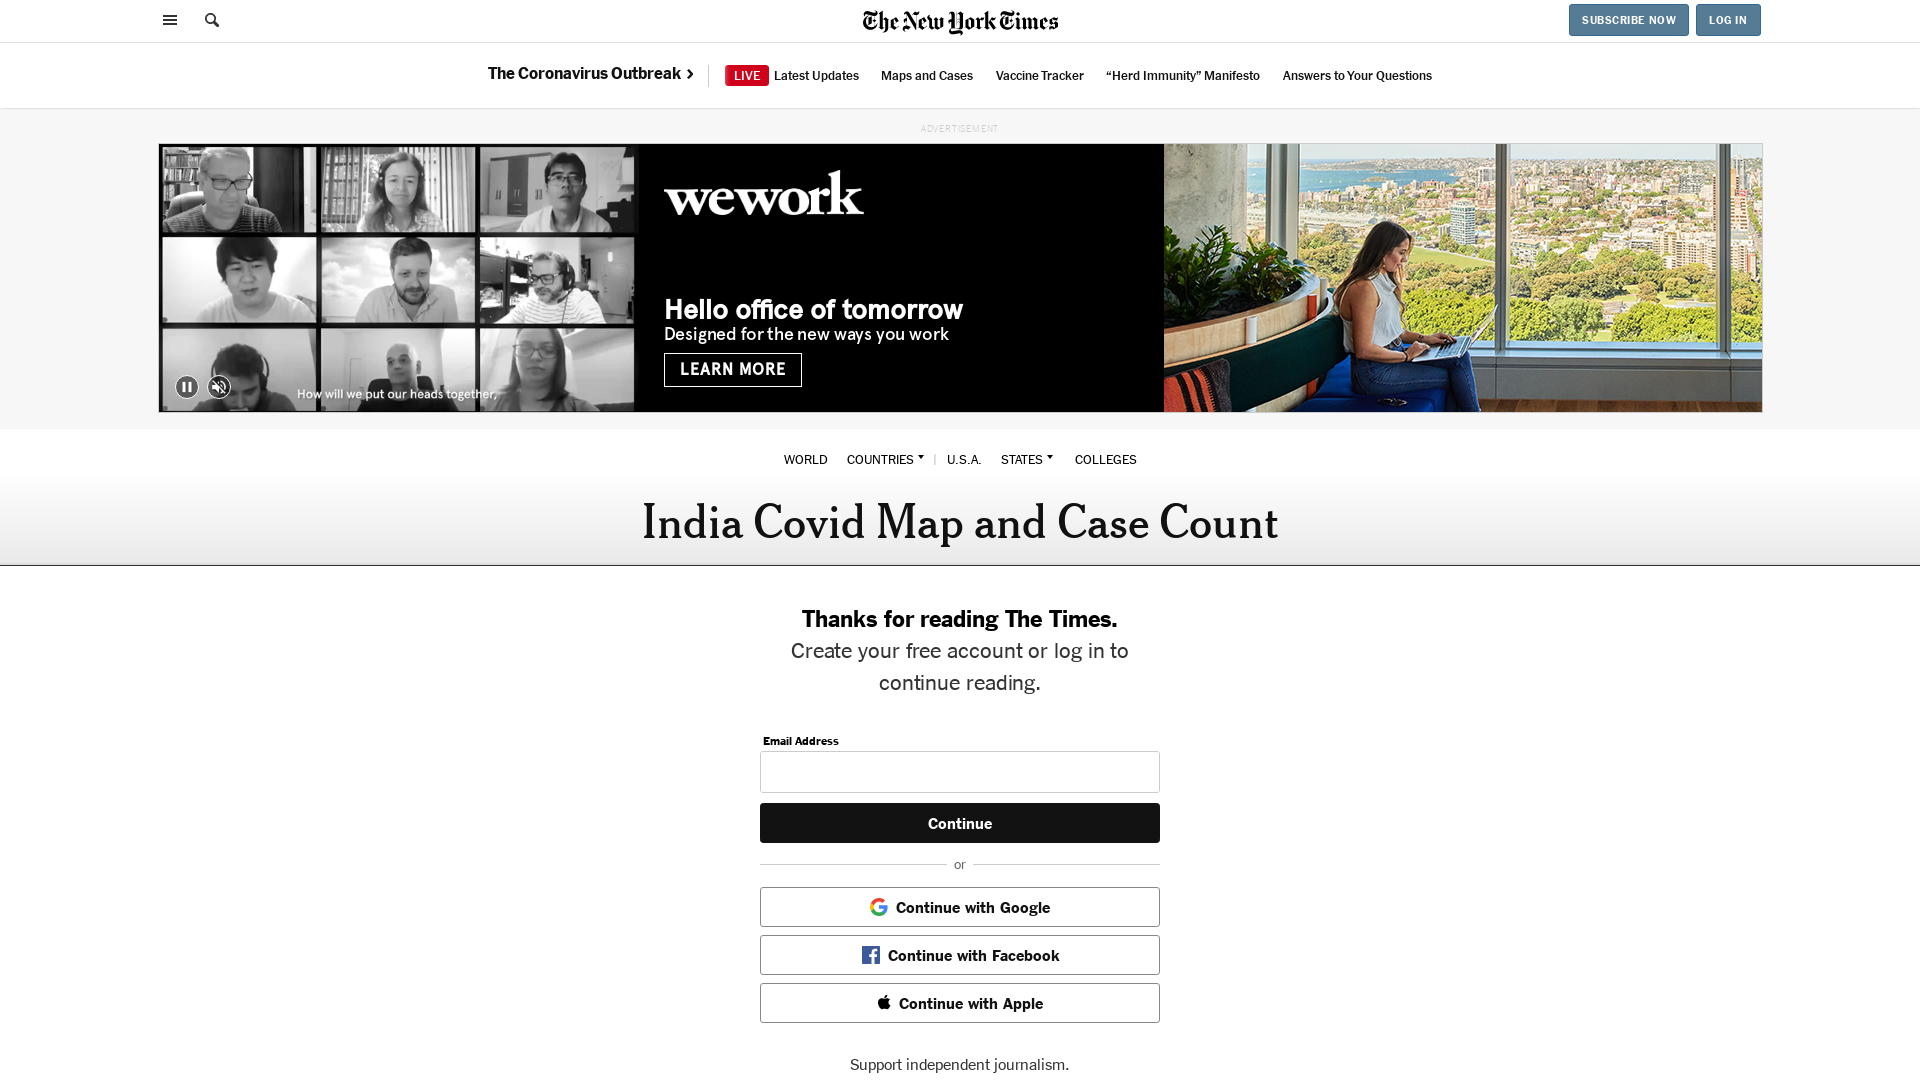 The New York Times
SUBSCRIBE NOW
LOG IN
The Coronavirus Outbreak ›
LIVE Latest Updates
Maps and Cases
Vaccine Tracker
“Herd Immunity” Manifesto
Answers to Your Questions
ADVERTISEMENT
wework
Hello office of tomorrow
Designed for the new ways you work
LEARN MORE
How will we put our heads together,
WORLD
COUNTRIES
U.S.A.
STATES
COLLEGES
India Covid Map and Case Count
Thanks for reading The Times.
Create your free account or log in to
continue reading.
Email Address
Continue
or
Continue with Google
Continue with Facebook
Continue with Apple
Support independent journalism.